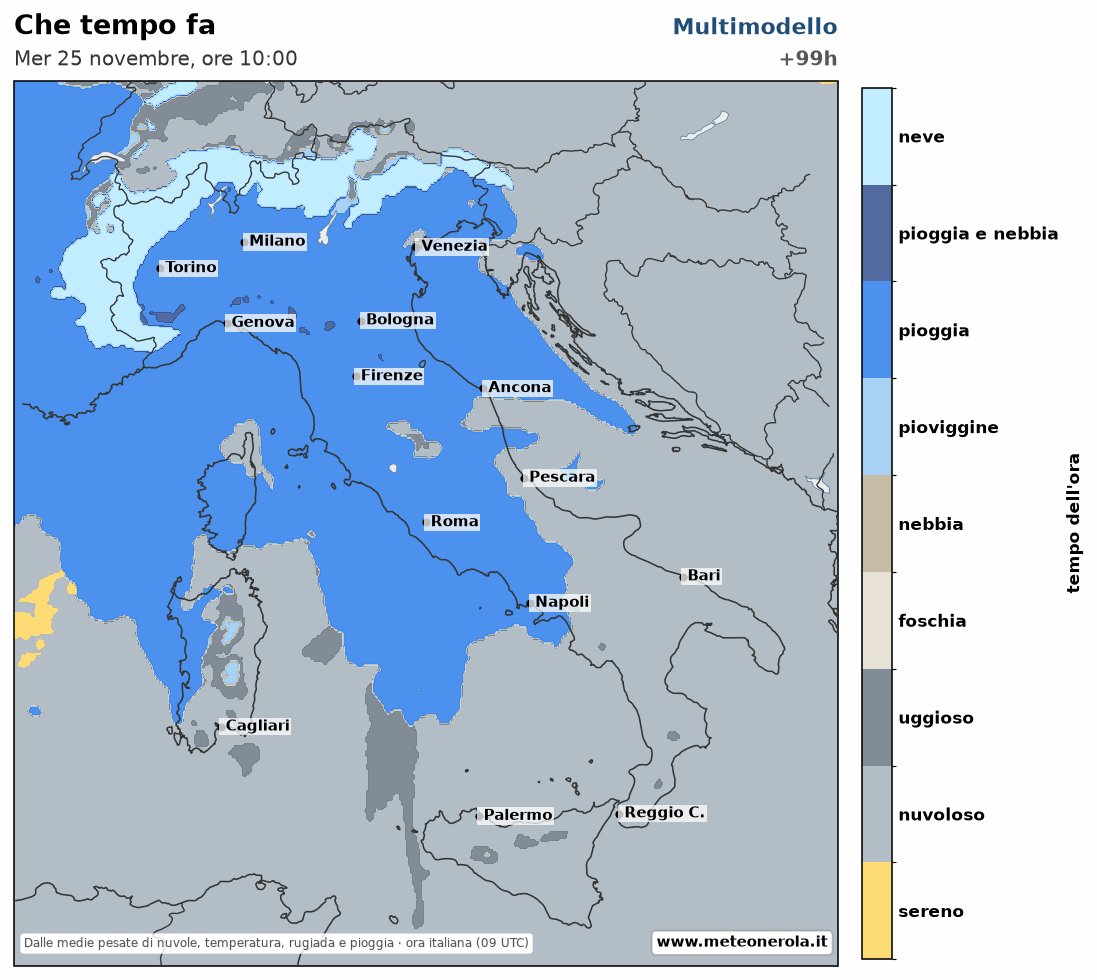 Che tempo fa
Multimodello
Mer 25 novembre, ore 10:00
+99h
neve
pioggia e nebbia
pioggia
pioviggine
nebbia
foschia
uggioso
nuvoloso
sereno
tempo dell'ora
Milano
Venezia
Torino
Genova
Bologna
Firenze
Ancona
Pescara
Roma
Bari
Napoli
Cagliari
Palermo
Reggio C.
Dalle medie pesate di nuvole, temperatura, rugiada e pioggia · ora italiana (09 UTC)
www.meteonerola.it